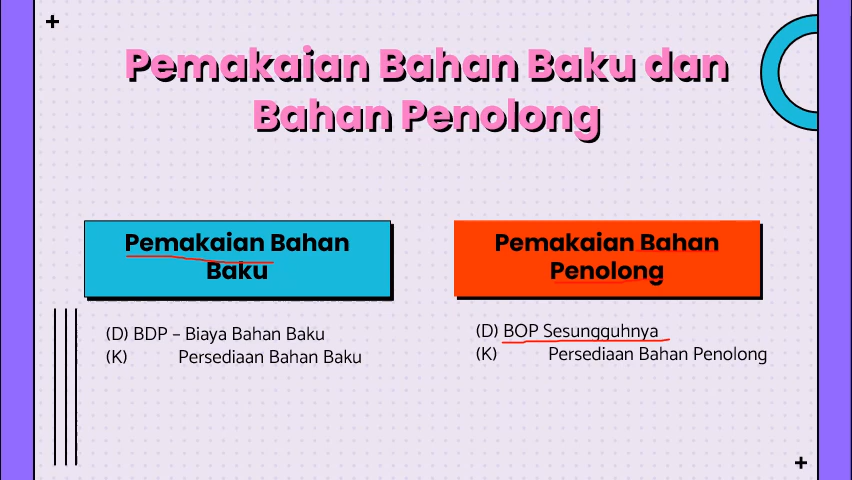 Pemakaian Bahan Baku dan
Bahan Penolong
Pemakaian Bahan
Baku
(D) BDP – Biaya Bahan Baku
(K) Persediaan Bahan Baku
Pemakaian Bahan
Penolong
(D) BOP Sesungguhnya
(K) Persediaan Bahan Penolong